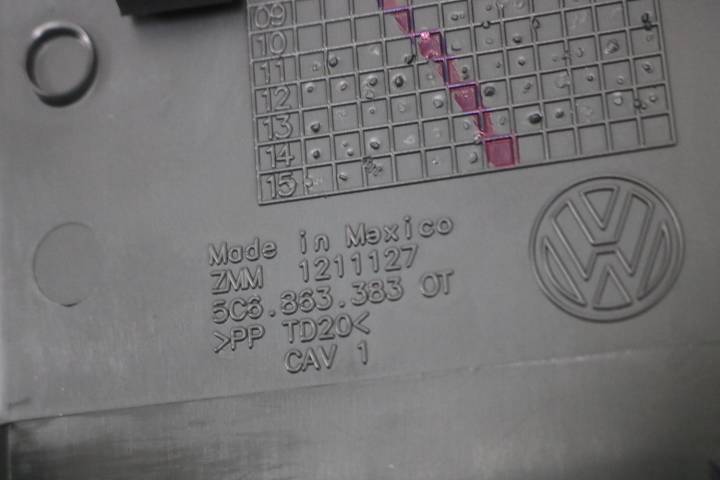 09
10
11
12
13
14
15
Made in Mexico
ZMM 1211127
5C6.863.383 OT
>PP TD20<
CAV 1
VW